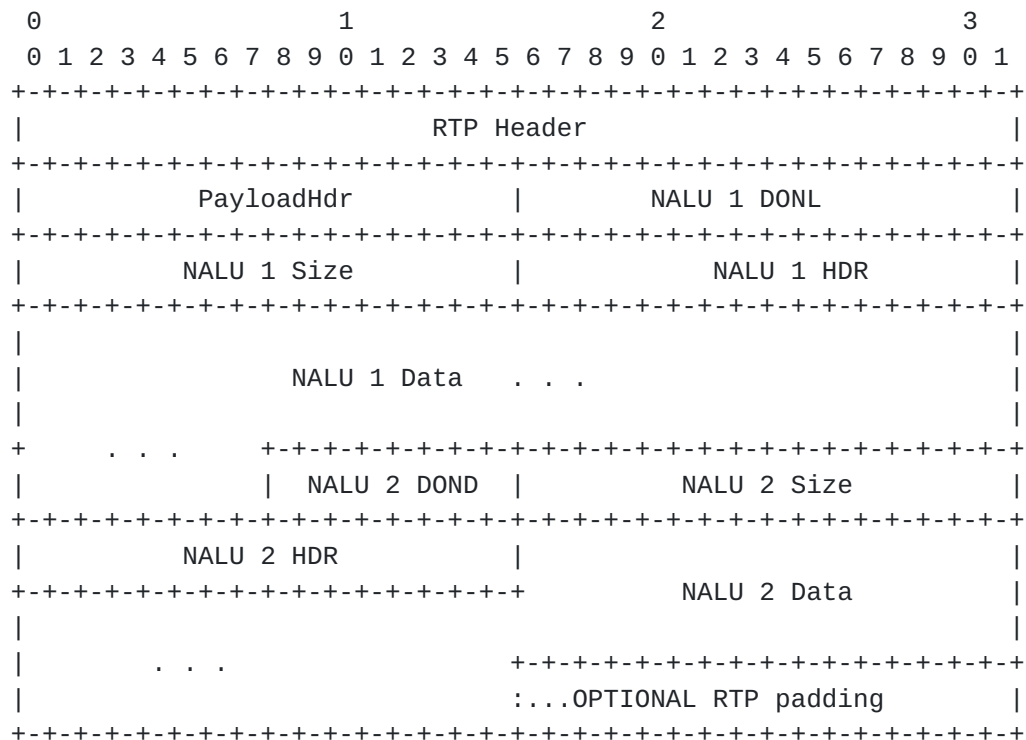 0                   1                   2                   3
 0 1 2 3 4 5 6 7 8 9 0 1 2 3 4 5 6 7 8 9 0 1 2 3 4 5 6 7 8 9 0 1
+-+-+-+-+-+-+-+-+-+-+-+-+-+-+-+-+-+-+-+-+-+-+-+-+-+-+-+-+-+-+-+-+
|                          RTP Header                           |
+-+-+-+-+-+-+-+-+-+-+-+-+-+-+-+-+-+-+-+-+-+-+-+-+-+-+-+-+-+-+-+-+
|           PayloadHdr          |        NALU 1 DONL            |
+-+-+-+-+-+-+-+-+-+-+-+-+-+-+-+-+-+-+-+-+-+-+-+-+-+-+-+-+-+-+-+-+
|          NALU 1 Size          |            NALU 1 HDR         |
+-+-+-+-+-+-+-+-+-+-+-+-+-+-+-+-+-+-+-+-+-+-+-+-+-+-+-+-+-+-+-+-+
|                                                               |
|                 NALU 1 Data   . . .                           |
|                                                               |
+     . . .     +-+-+-+-+-+-+-+-+-+-+-+-+-+-+-+-+-+-+-+-+-+-+-+-+
|               |  NALU 2 DOND  |          NALU 2 Size          |
+-+-+-+-+-+-+-+-+-+-+-+-+-+-+-+-+-+-+-+-+-+-+-+-+-+-+-+-+-+-+-+-+
|          NALU 2 HDR           |                               |
+-+-+-+-+-+-+-+-+-+-+-+-+-+-+-+-+          NALU 2 Data          |
|                                                               |
|        . . .                  +-+-+-+-+-+-+-+-+-+-+-+-+-+-+-+-+
|                               :...OPTIONAL RTP padding        |
+-+-+-+-+-+-+-+-+-+-+-+-+-+-+-+-+-+-+-+-+-+-+-+-+-+-+-+-+-+-+-+-+